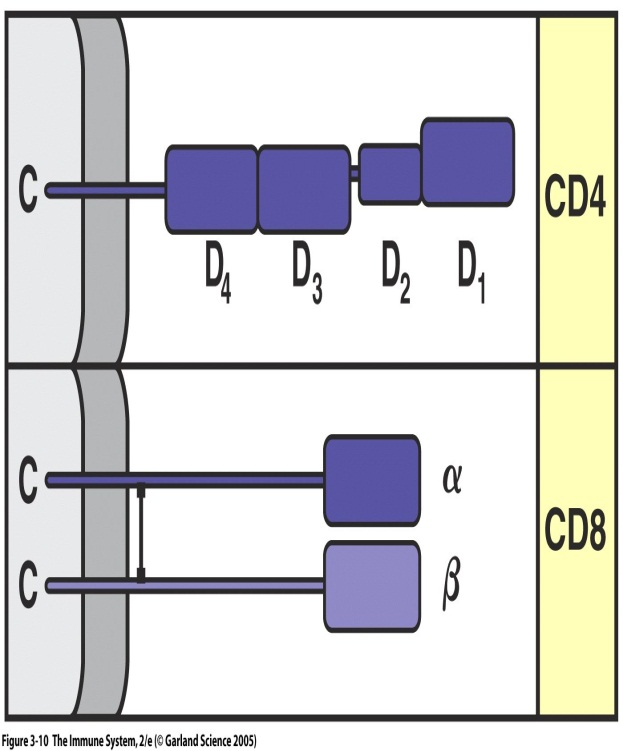 C
CD4
D4 D3 D2 D1
C
α
CD8
C
β
Figure 3-10 The Immune System, 2/e (© Garland Science 2005)